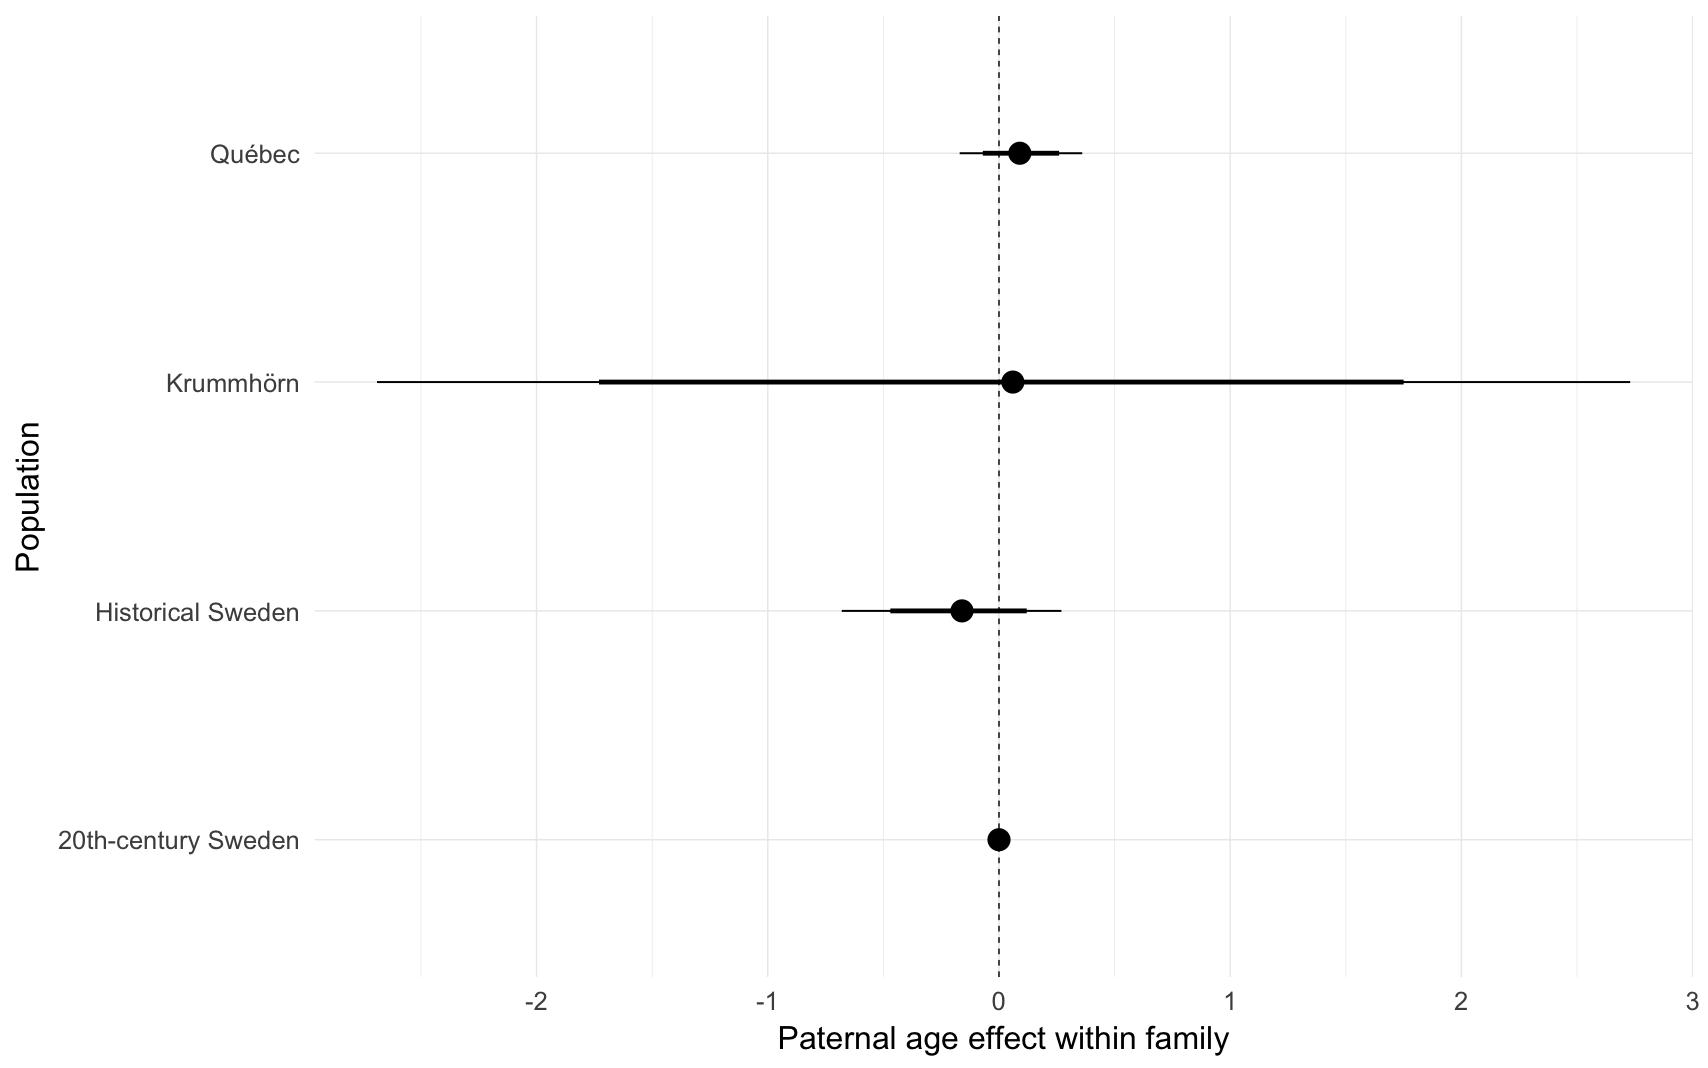 Québec
Krummhörn
Historical Sweden
20th-century Sweden
Population
-2 -1 0 1 2 3
Paternal age effect within family